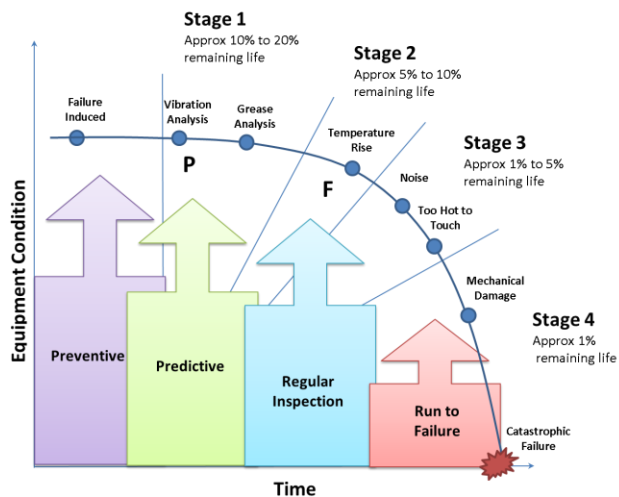 Stage 1
Approx 10% to 20%
remaining life
Stage 2
Approx 5% to 10%
remaining life
Failure
Induced
Vibration
Analysis
Grease
Analysis
Temperature
Rise
Stage 3
Approx 1% to 5%
remaining life
P
F
Noise
Too Hot to
Touch
Mechanical
Damage
Stage 4
Approx 1%
remaining life
Equipment Condition
Preventive
Predictive
Regular
Inspection
Run to
Failure
Catastrophic
Failure
Time